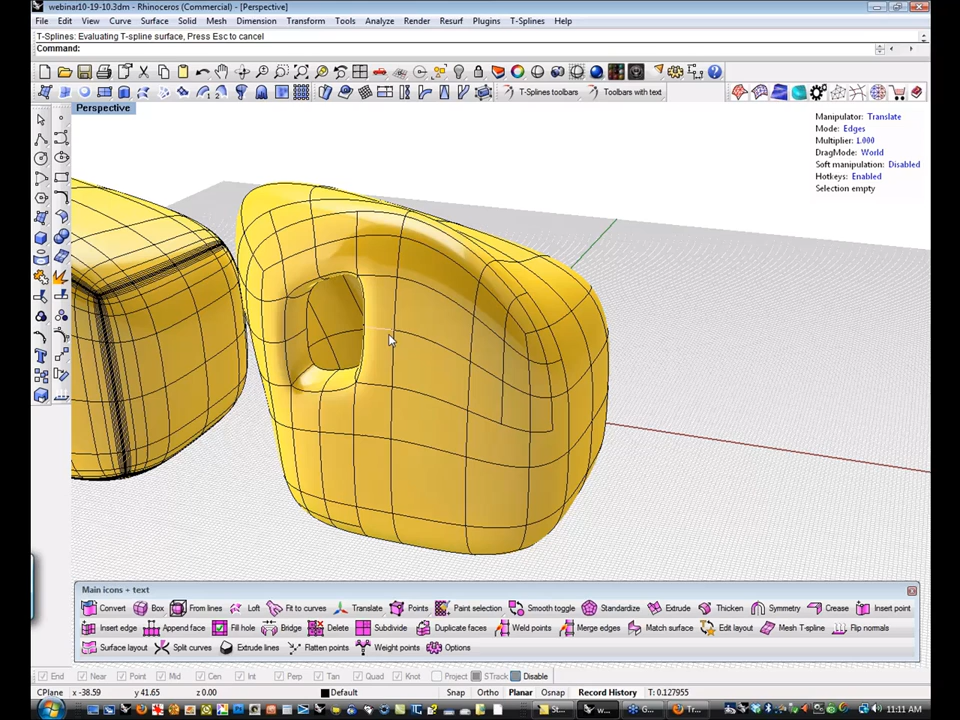 webinar10-19-10.3dm - Rhinoceros (Commercial) - [Perspective]
File Edit View Curve Surface Solid Mesh Dimension Transform Tools Analyze Render Resurf Plugins T-Splines Help
T-Splines: Evaluating T-spline surface, Press Esc to cancel
Command:
T-Splines toolbars Toolbars with text
Perspective
Manipulator: Translate
Mode: Edges
Multiplier: 1.000
DragMode: World
Soft manipulation: Disabled
Hotkeys: Enabled
Selection empty
Main icons + text
Convert Box From lines Loft Fit to curves Translate Points Paint selection Smooth toggle Standardize Extrude Thicken Symmetry Crease Insert point
Insert edge Append face Fill hole Bridge Delete Subdivide Duplicate faces Weld points Merge edges Match surface Edit layout Mesh T-spline Flip normals
Surface layout Split curves Extrude lines Flatten points Weight points Options
End Near Point Mid Cen Int Perp Tan Quad Knot Project STrack Disable
CPlane x -38.59 y 41.65 z 0.00 Default Snap Ortho Planar Osnap Record History T: 0.127955
St... w... G... Tr... 11:11 AM